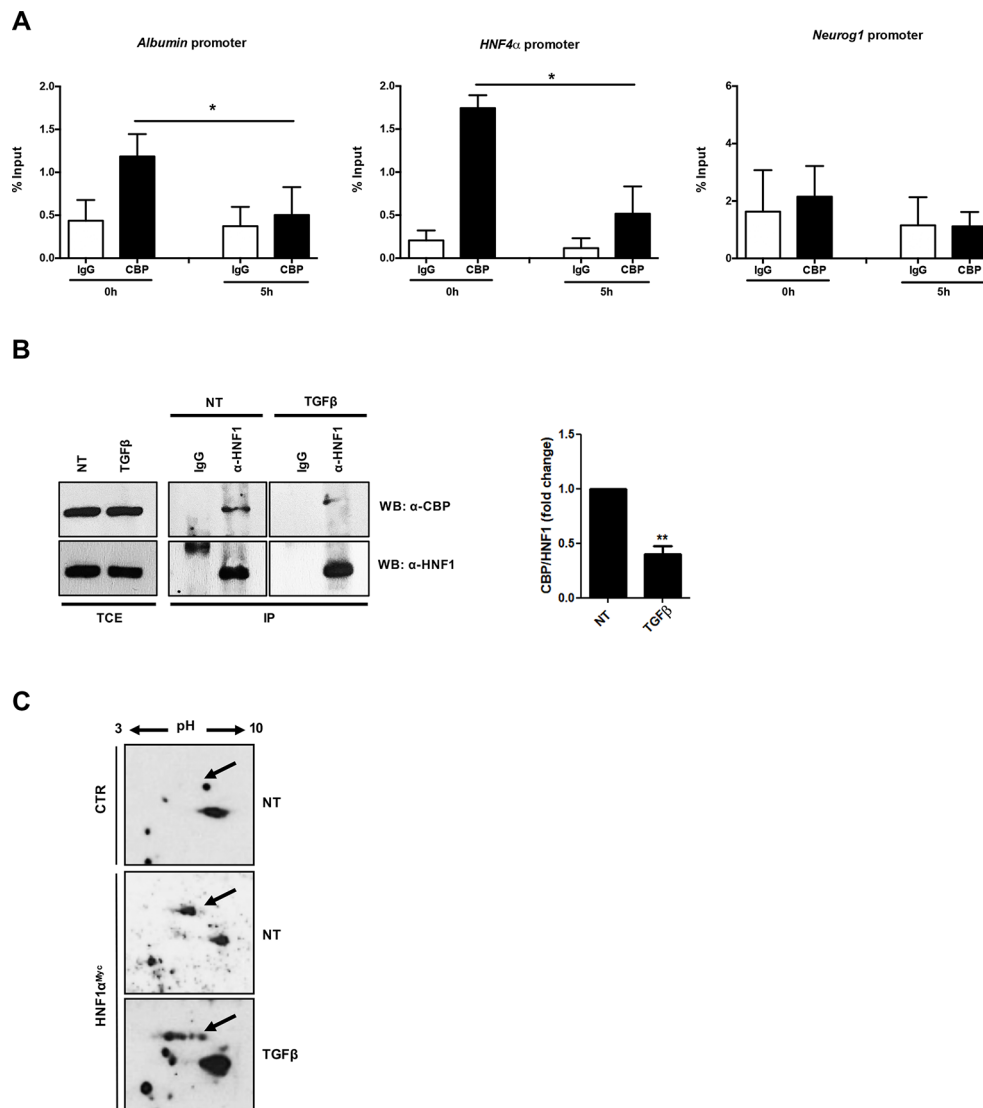 A
Albumin promoter
HNF4α promoter
Neurog1 promoter
% Input
2.0
1.5
1.0
0.5
0.0
*
IgG CBP IgG CBP
0h 5h
% Input
2.0
1.5
1.0
0.5
0.0
*
IgG CBP IgG CBP
0h 5h
% Input
6
4
2
0
IgG CBP IgG CBP
0h 5h
B
NT TGFβ
NT TGFβ IgG α-HNF1 IgG α-HNF1
WB: α-CBP
WB: α-HNF1
TCE IP
CBP/HNF1 (fold change)
1.5
1.0
0.5
0.0
**
NT TGFβ
C
3 pH 10
CTR
NT
HNF1αMyc
NT
TGFβ